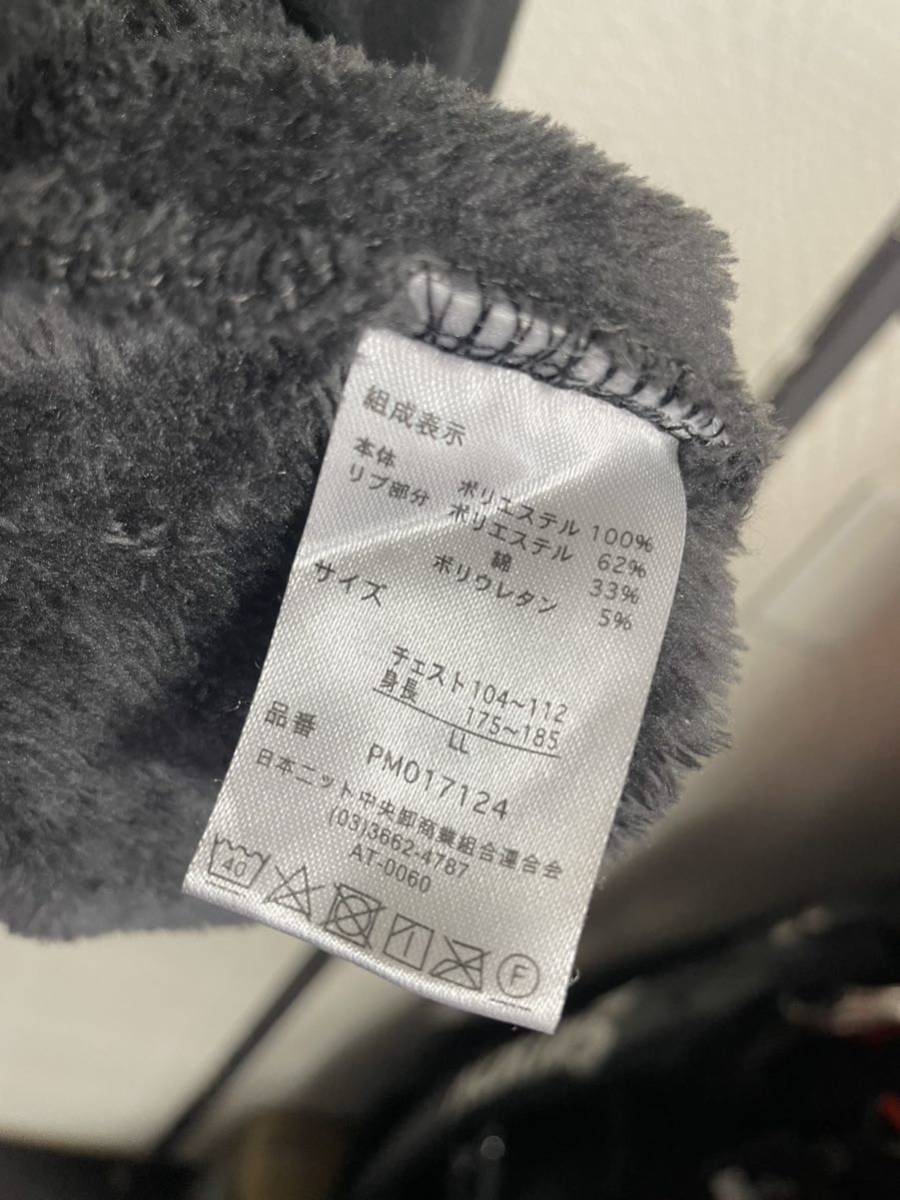 組成表示
本体 ポリエステル 100%
リブ部分 ポリエステル 62%
綿 33%
ポリウレタン 5%
サイズ
チェスト 104~112
身長 175~185
LL
品番 PM017124
日本ニット中央卸商業組合連合会
(03)3662-4787
AT-0060
40
F